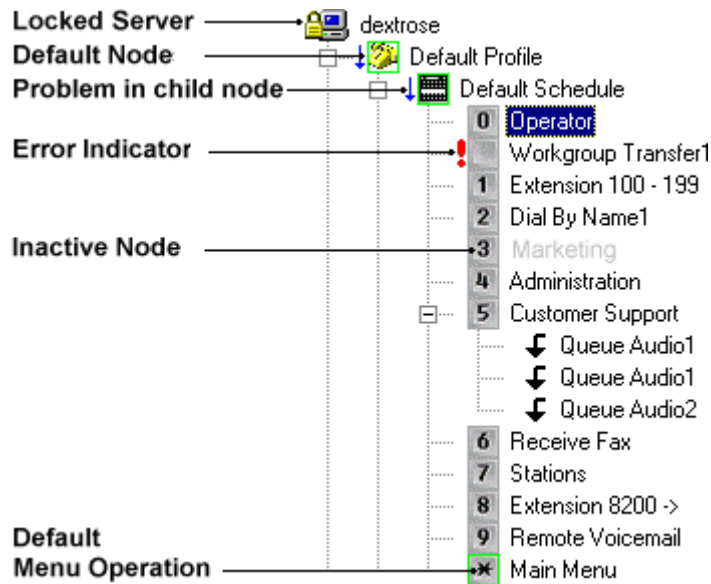 Locked Server dextrose
Default Node Default Profile
Problem in child node Default Schedule
0 Operator
Error Indicator Workgroup Transfer1
1 Extension 100 - 199
2 Dial By Name1
Inactive Node 3 Marketing
4 Administration
5 Customer Support
Queue Audio1
Queue Audio1
Queue Audio2
6 Receive Fax
7 Stations
8 Extension 8200 ->
Default 9 Remote Voicemail
Menu Operation * Main Menu